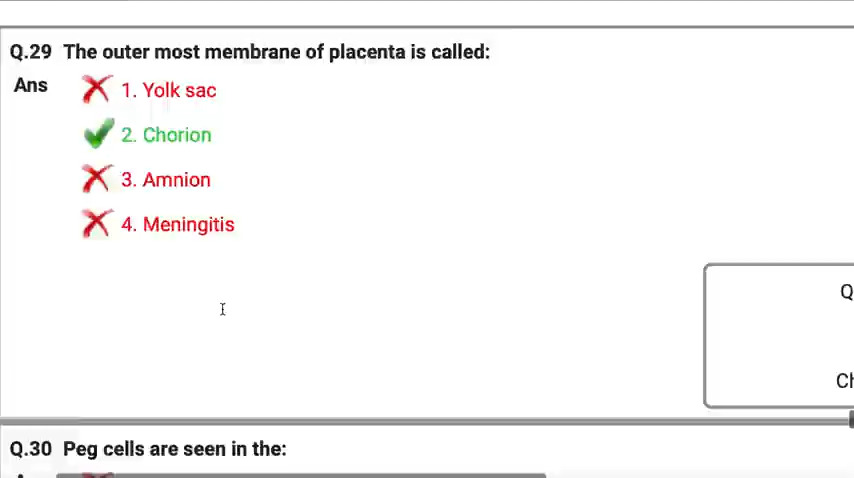 Q.29 The outer most membrane of placenta is called:
Ans
1. Yolk sac
2. Chorion
3. Amnion
4. Meningitis
Q
Ch
Q.30 Peg cells are seen in the: